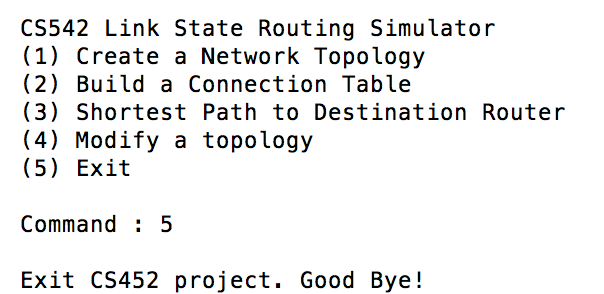 CS542 Link State Routing Simulator
(1) Create a Network Topology
(2) Build a Connection Table
(3) Shortest Path to Destination Router
(4) Modify a topology
(5) Exit
Command : 5
Exit CS452 project. Good Bye!